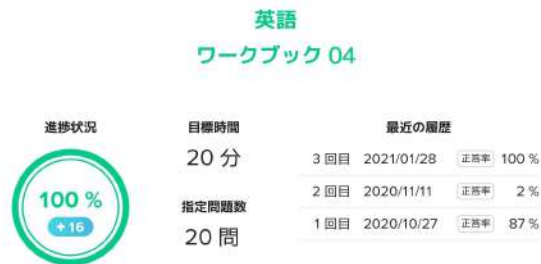 英語
ワークブック 04
進捗状況
100 %
+16
目標時間
20 分
指定問題数
20 問
最近の履歴
3 回目 2021/01/28 正答率 100 %
2 回目 2020/11/11 正答率 2 %
1 回目 2020/10/27 正答率 87 %